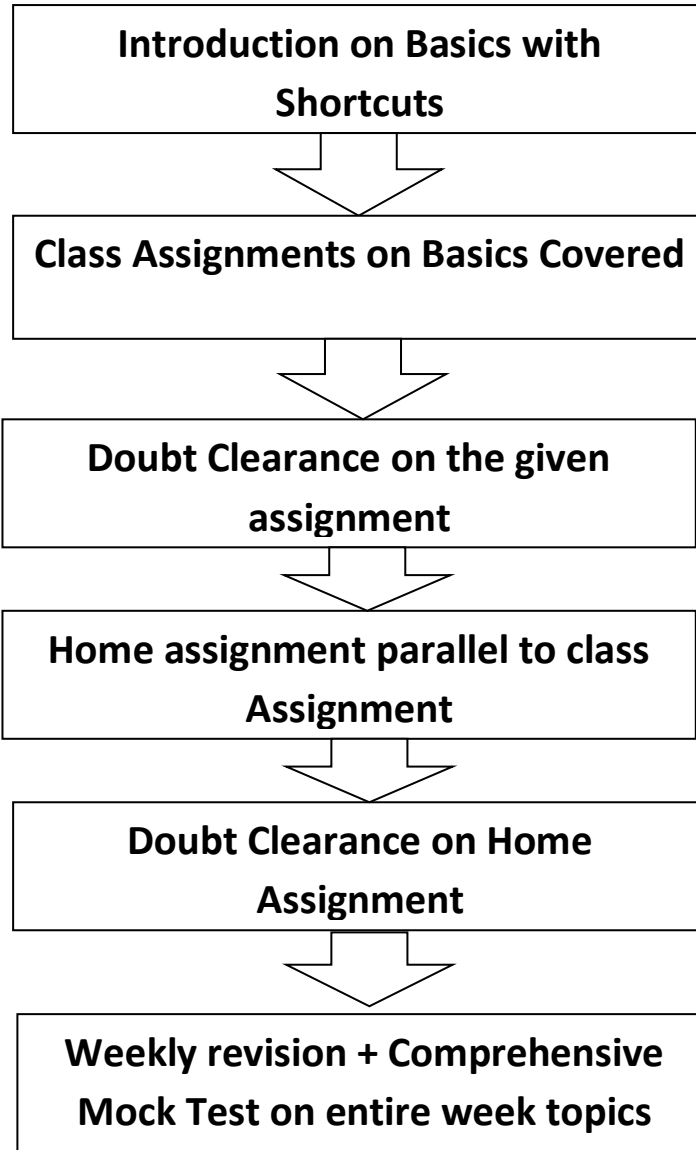 Introduction on Basics with
Shortcuts
Class Assignments on Basics Covered
Doubt Clearance on the given
assignment
Home assignment parallel to class
Assignment
Doubt Clearance on Home
Assignment
Weekly revision + Comprehensive
Mock Test on entire week topics